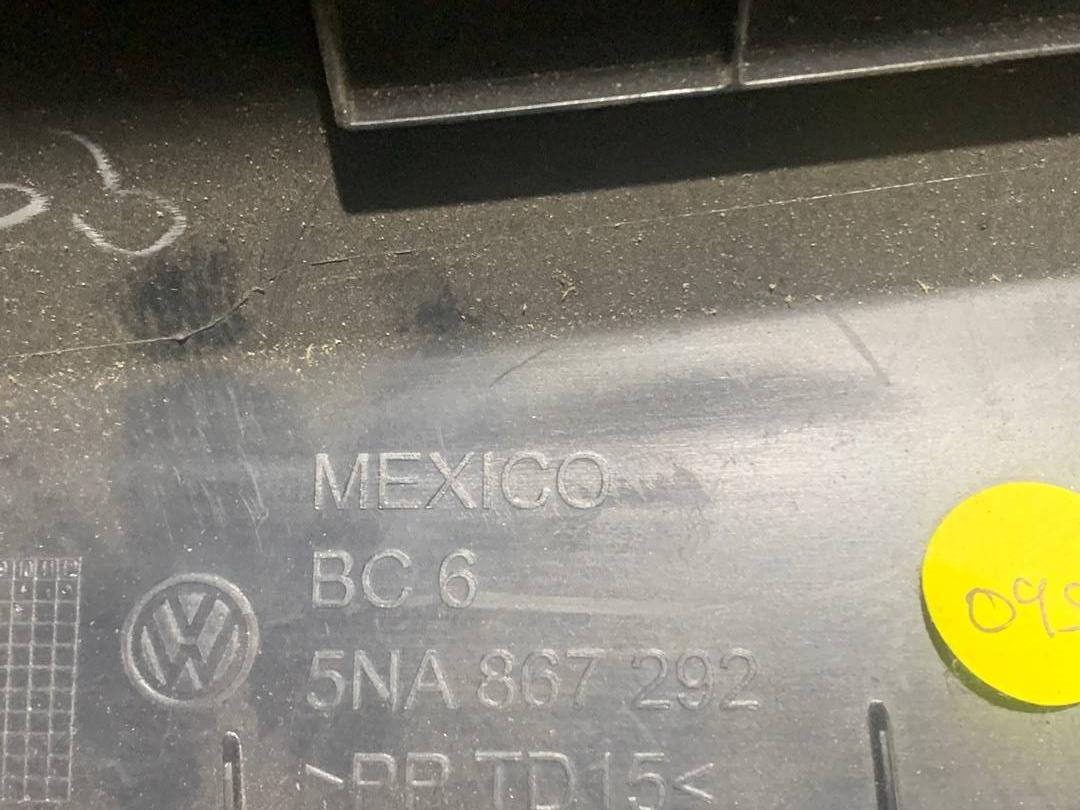 MEXICO
BC 6
5NA 867 292
>PP TD15<